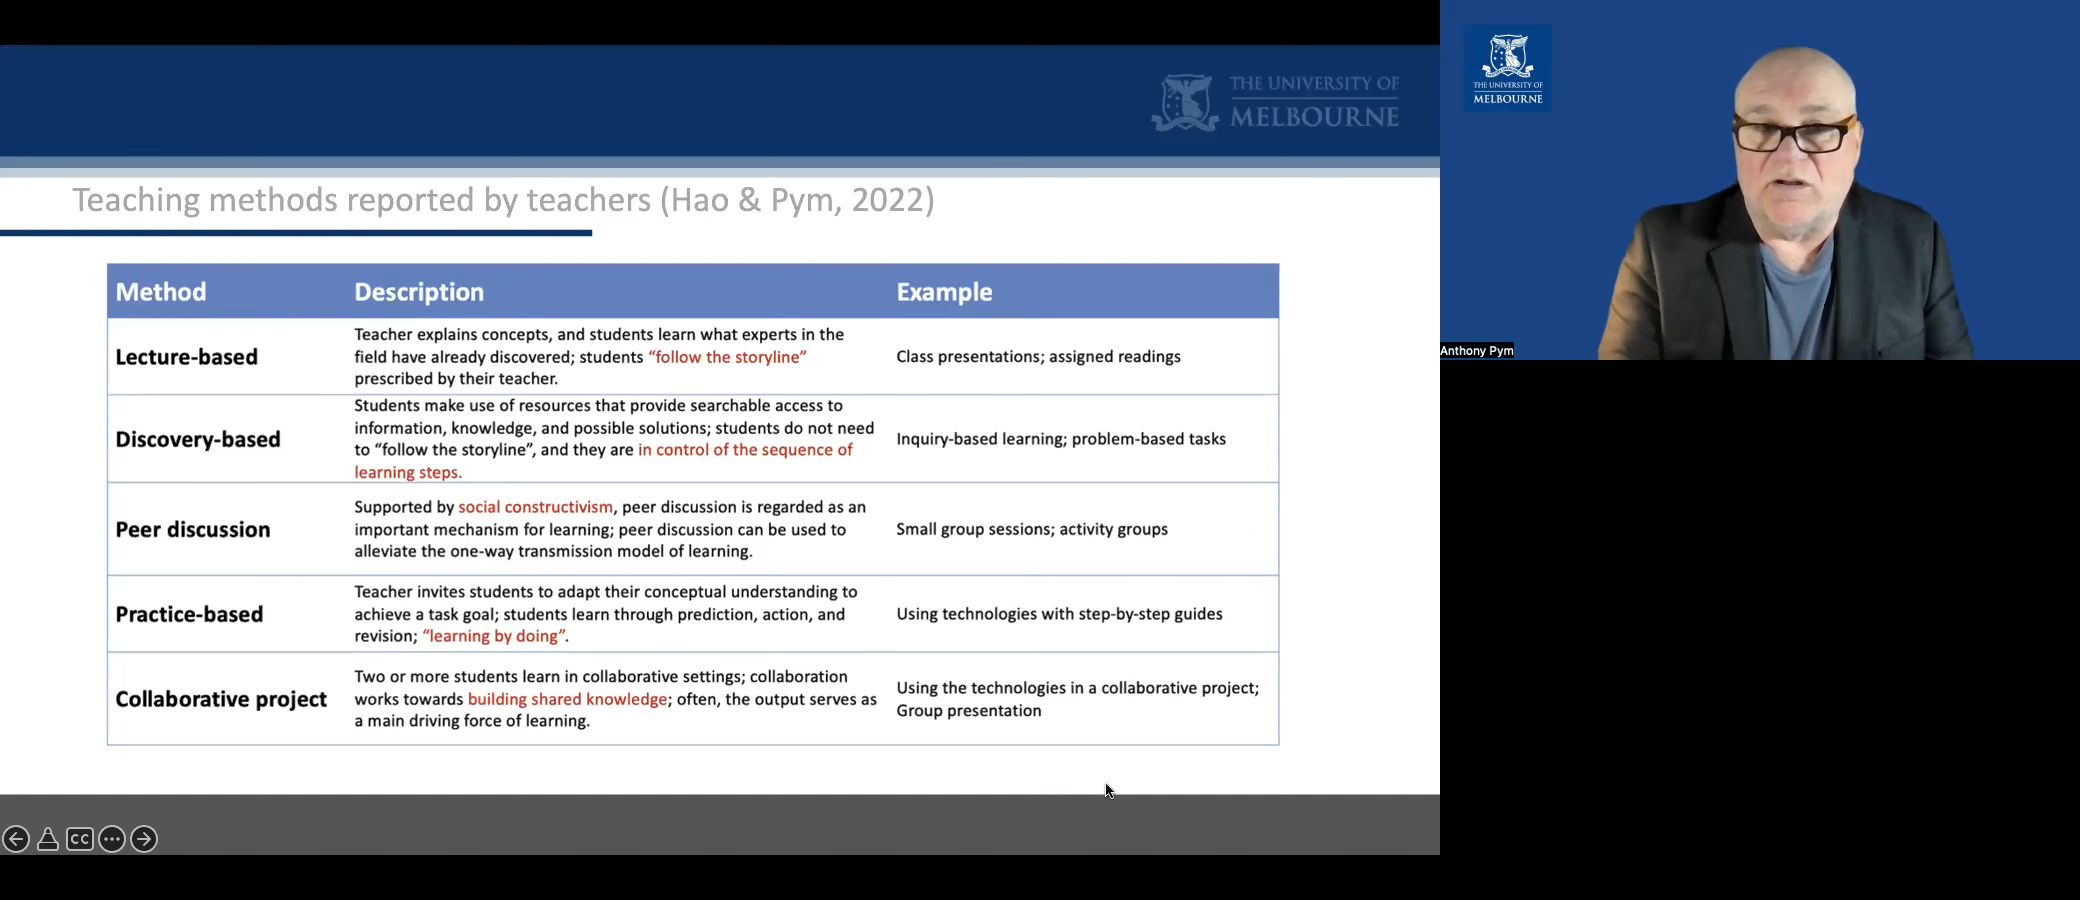 THE UNIVERSITY OF
MELBOURNE
Teaching methods reported by teachers (Hao & Pym, 2022)
Method Description Example
Lecture-based
Teacher explains concepts, and students learn what experts in the
field have already discovered; students “follow the storyline”
prescribed by their teacher.
Class presentations; assigned readings
Discovery-based
Students make use of resources that provide searchable access to
information, knowledge, and possible solutions; students do not need
to “follow the storyline”, and they are in control of the sequence of
learning steps.
Inquiry-based learning; problem-based tasks
Peer discussion
Supported by social constructivism, peer discussion is regarded as an
important mechanism for learning; peer discussion can be used to
alleviate the one-way transmission model of learning.
Small group sessions; activity groups
Practice-based
Teacher invites students to adapt their conceptual understanding to
achieve a task goal; students learn through prediction, action, and
revision; “learning by doing”.
Using technologies with step-by-step guides
Collaborative project
Two or more students learn in collaborative settings; collaboration
works towards building shared knowledge; often, the output serves as
a main driving force of learning.
Using the technologies in a collaborative project;
Group presentation
CC
THE UNIVERSITY OF
MELBOURNE
Anthony Pym